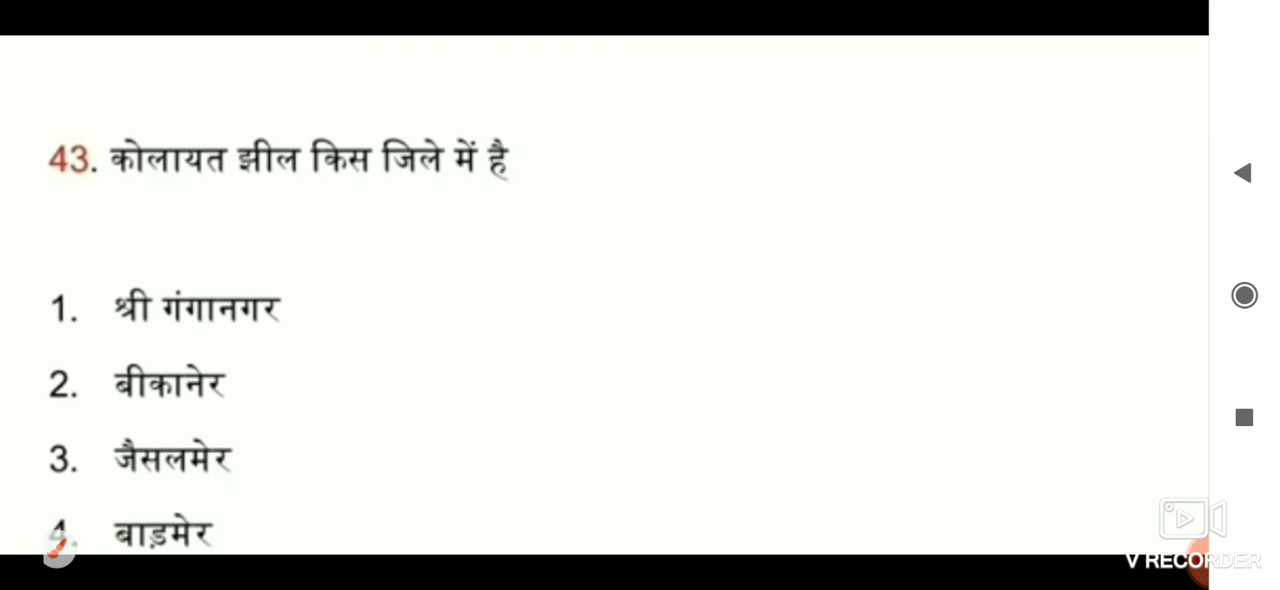 43. कोलायत झील किस जिले में है
1. श्री गंगानगर
2. बीकानेर
3. जैसलमेर
4. बाड़मेर
V RECORDER